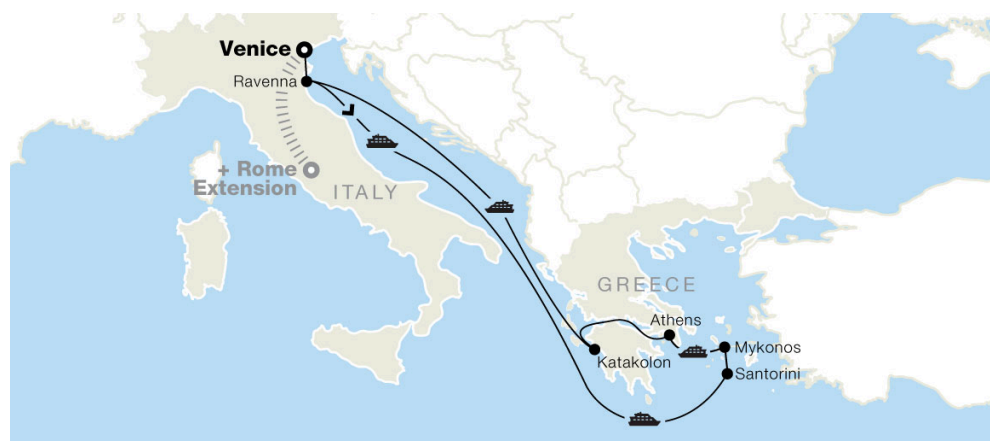 Venice
Ravenna
+ Rome
Extension
ITALY
GREECE
Athens
Mykonos
Katakolon
Santorini